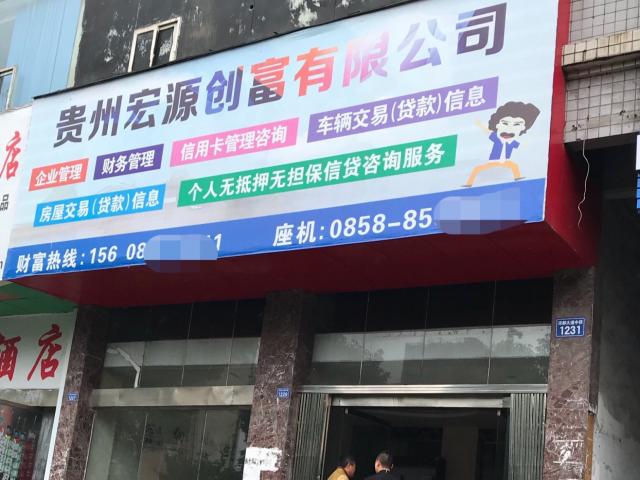 贵州宏源创富有限公司
企业管理 财务管理 信用卡管理咨询 车辆交易(贷款)信息
房屋交易(贷款)信息 个人无抵押无担保信贷咨询服务
财富热线:156 08 1 座机:0858-85
店
品
酒店
1231